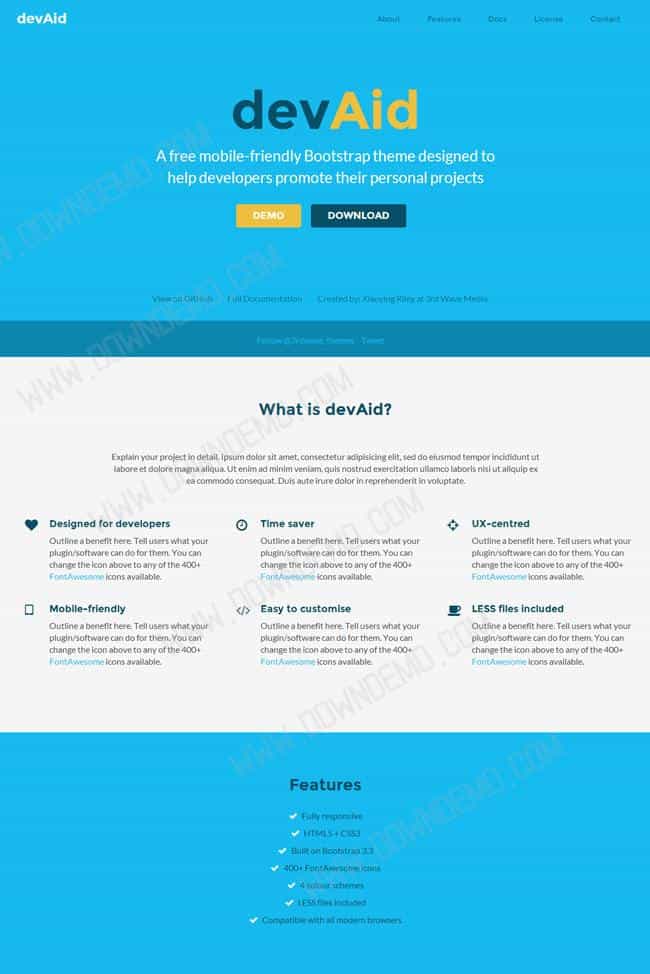 devAid
About Features Docs License Contact
devAid
A free mobile-friendly Bootstrap theme designed to
help developers promote their personal projects
DEMO DOWNLOAD
View on GitHub Full Documentation Created by: Xiaoying Riley at 3rd Wave Media
Follow @3rdwave_themes Tweet
What is devAid?
Explain your project in detail. Ipsum dolor sit amet, consectetur adipisicing elit, sed do eiusmod tempor incididunt ut
labore et dolore magna aliqua. Ut enim ad minim veniam, quis nostrud exercitation ullamco laboris nisi ut aliquip ex
ea commodo consequat. Duis aute irure dolor in reprehenderit in voluptate.
Designed for developers
Outline a benefit here. Tell users what your
plugin/software can do for them. You can
change the icon above to any of the 400+
FontAwesome icons available.
Time saver
Outline a benefit here. Tell users what your
plugin/software can do for them. You can
change the icon above to any of the 400+
FontAwesome icons available.
UX-centred
Outline a benefit here. Tell users what your
plugin/software can do for them. You can
change the icon above to any of the 400+
FontAwesome icons available.
Mobile-friendly
Outline a benefit here. Tell users what your
plugin/software can do for them. You can
change the icon above to any of the 400+
FontAwesome icons available.
Easy to customise
Outline a benefit here. Tell users what your
plugin/software can do for them. You can
change the icon above to any of the 400+
FontAwesome icons available.
LESS files included
Outline a benefit here. Tell users what your
plugin/software can do for them. You can
change the icon above to any of the 400+
FontAwesome icons available.
Features
Fully responsive
HTML5 + CSS3
Built on Bootstrap 3.3
400+ FontAwesome icons
4 colour schemes
LESS files included
Compatible with all modern browsers
WWW.DOWNDEMO.COM
WWW.DOWNDEMO.COM
WWW.DOWNDEMO.COM
WWW.DOWNDEMO.COM
WWW.DOWNDEMO.COM
WWW.DOWNDEMO.COM